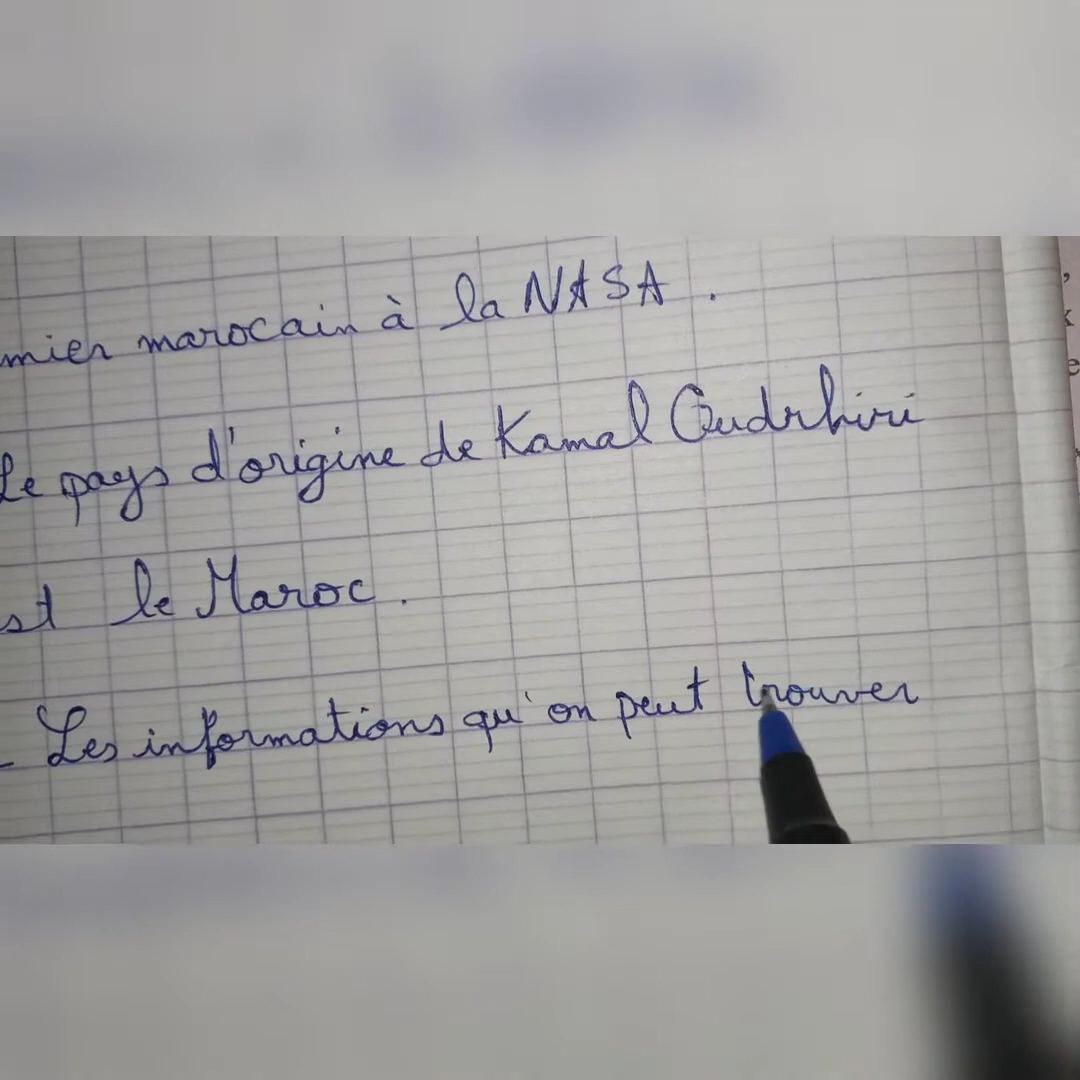 mier marocain à la NASA.
Le pays d'origine de Kamal Oudrhiri
st le Maroc.
- Les informations qu'on peut trouver